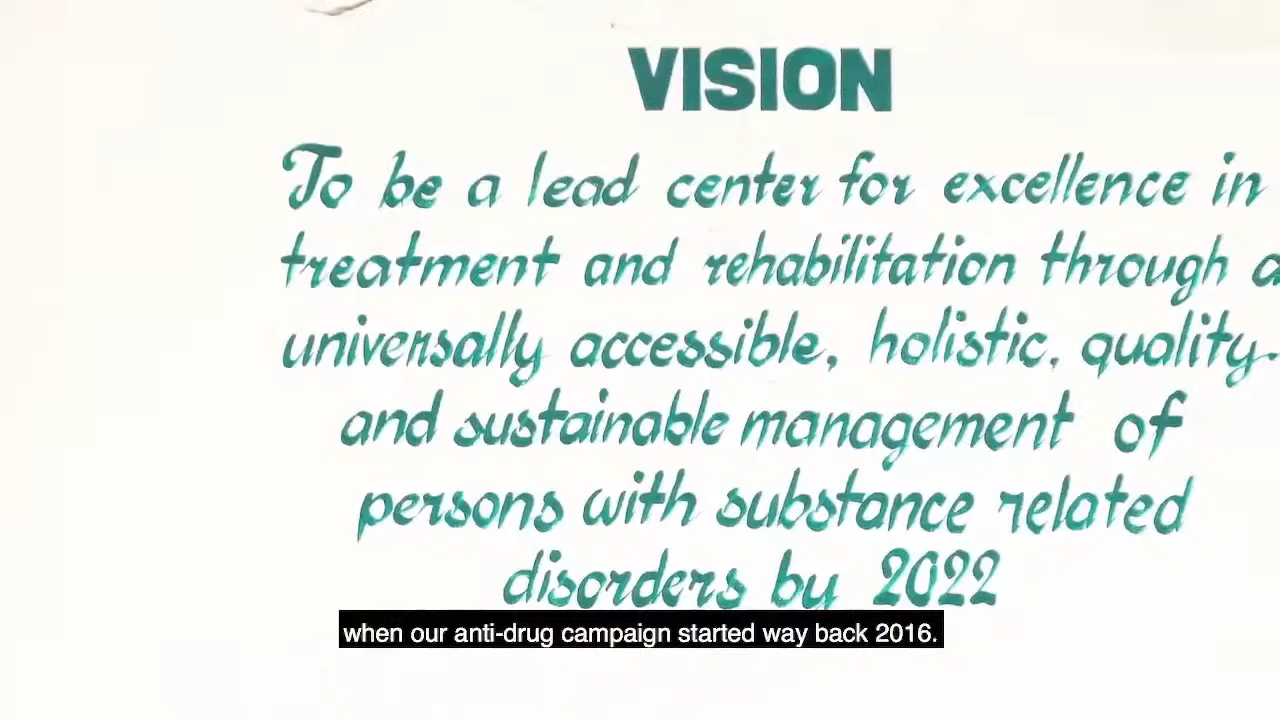 VISION
To be a lead center for excellence in
treatment and rehabilitation through a
universally accessible, holistic, quality
and sustainable management of
persons with substance related
disorders by 2022
when our anti-drug campaign started way back 2016.